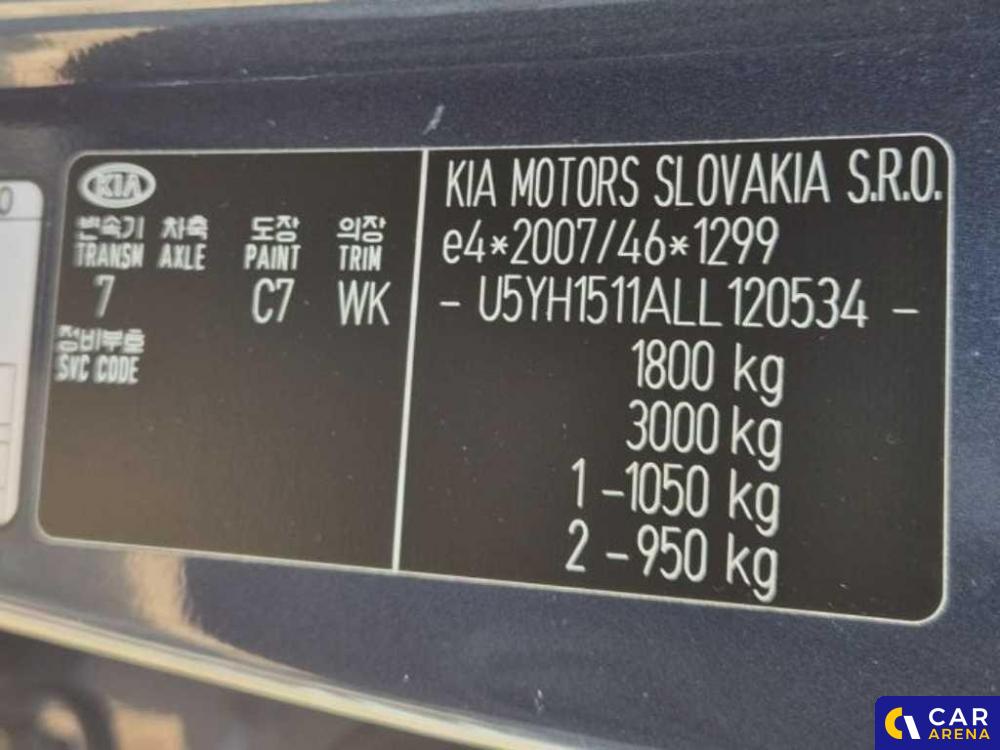 KIA
변속기 차축 도장 의장
TRANSM AXLE PAINT TRIM
7 C7 WK
정비부호
SVC CODE
KIA MOTORS SLOVAKIA S.R.O.
e4*2007/46*1299
- U5YH1511ALL120534 -
1800 kg
3000 kg
1 -1050 kg
2 -950 kg
CAR
ARENA